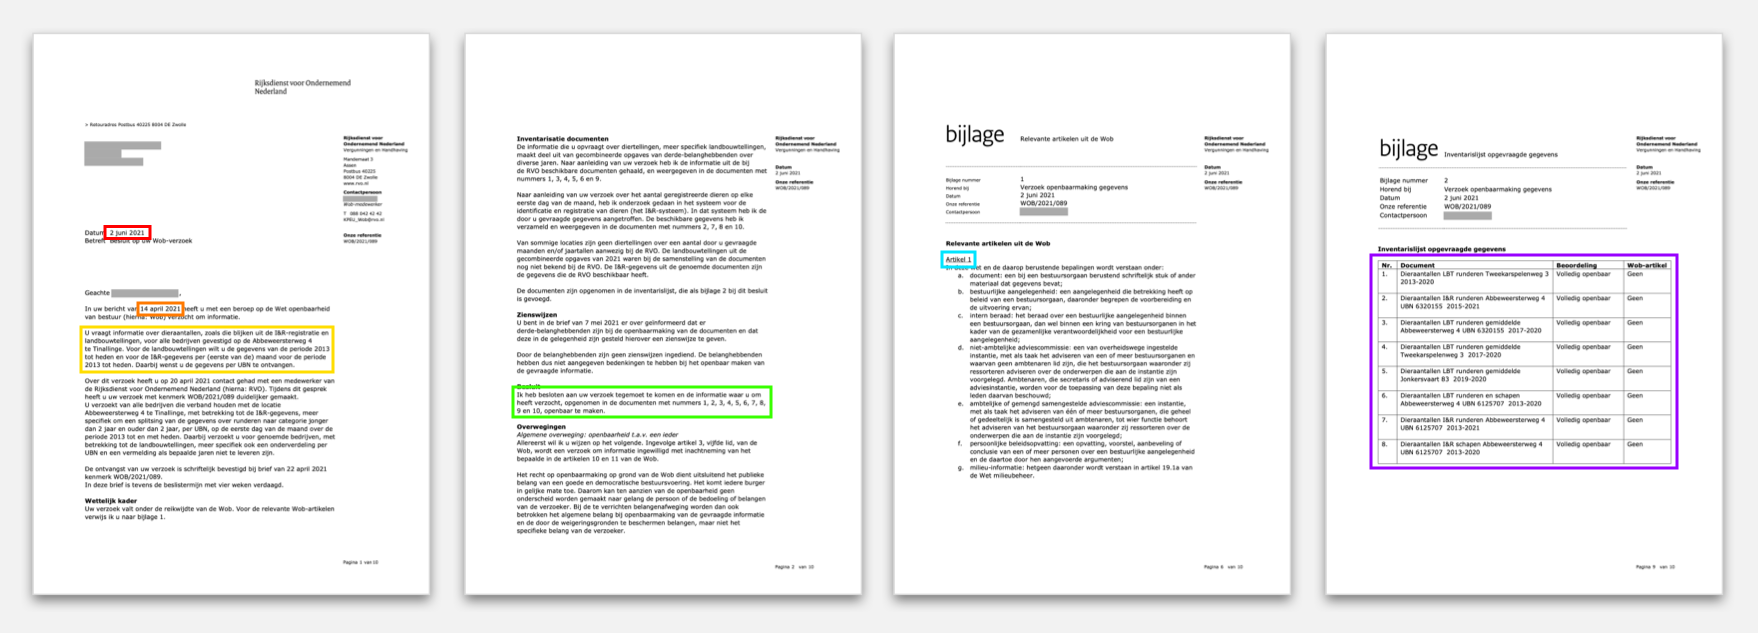 Rijksdienst voor Ondernemend
Nederland
> Retouradres Postbus 40225 8004 DE Zwolle
Rijksdienst voor
Ondernemend Nederland
Vergunningen en Handhaving
Mandemaat 3
Assen
Postbus 40225
8004 DE Zwolle
www.rvo.nl
Contactpersoon
Wob-medewerker
T 088 042 42 42
Onze referentie
WOB/2021/089
Datum 2 juni 2021
Betreft Besluit op uw Wob-verzoek
Geachte ,
In uw bericht van 14 april 2021 heeft u met een beroep op de Wet openbaarheid
van bestuur (hierna: Wob) verzocht om informatie.
U vraagt informatie over dieraantallen, zoals die blijken uit de I&R-registratie en
landbouwtellingen, voor alle bedrijven gevestigd op de Abbeweersterweg 4
te Tinallinge. Voor de landbouwtellingen wilt u de gegevens van de periode 2013
tot heden en voor de I&R-gegevens per (eerste van de) maand voor de periode
2013 tot heden. Daarbij wenst u de gegevens per UBN te ontvangen.
Over dit verzoek heeft u op 20 april 2021 contact gehad met een medewerker van
de Rijksdienst voor Ondernemend Nederland (hierna: RVO). Tijdens dit gesprek
heeft u uw verzoek met kenmerk WOB/2021/089 duidelijker gemaakt.
U verzoekt van alle bedrijven die verband houden met de locatie
Abbeweersterweg 4 te Tinallinge, met betrekking tot de I&R-gegevens, meer
specifiek om een splitsing van de gegevens over runderen naar categorie jonger
dan 2 jaar en ouder dan 2 jaar, per UBN, op de eerste dag van de maand over de
periode 2013 tot en met heden. Daarbij verzoekt u voor genoemde bedrijven, met
betrekking tot de landbouwtellingen, meer specifiek ook een onderverdeling per
UBN en een vermelding als bepaalde jaren niet te leveren zijn.
De ontvangst van uw verzoek is schriftelijk bevestigd bij brief van 22 april 2021
kenmerk WOB/2021/089.
In deze brief is tevens de beslistermijn met vier weken verdaagd.
Wettelijk kader
Uw verzoek valt onder de reikwijdte van de Wob. Voor de relevante Wob-artikelen
verwijs ik u naar bijlage 1.
Pagina 1 van 10
Inventarisatie documenten
De informatie die u opvraagt over diertellingen, meer specifiek landbouwtellingen,
maakt deel uit van gecombineerde opgaves van derde-belanghebbenden over
diverse jaren. Naar aanleiding van uw verzoek heb ik de informatie uit de bij
de RVO beschikbare documenten gehaald, en weergegeven in de documenten met
nummers 1, 3, 4, 5, 6 en 9.
Naar aanleiding van uw verzoek over het aantal geregistreerde dieren op elke
eerste dag van de maand, heb ik onderzoek gedaan in het systeem voor de
identificatie en registratie van dieren (het I&R-systeem). In dat systeem heb ik de
door u gevraagde gegevens aangetroffen. De beschikbare gegevens heb ik
verzameld en weergegeven in de documenten met nummers 2, 7, 8 en 10.
Van sommige locaties zijn geen diertellingen over een aantal door u gevraagde
maanden en/of jaartallen aanwezig bij de RVO. De landbouwtellingen uit de
gecombineerde opgaves van 2021 waren bij de samenstelling van de documenten
nog niet bekend bij de RVO. De I&R-gegevens uit de genoemde documenten zijn
de gegevens die de RVO beschikbaar heeft.
De documenten zijn opgenomen in de inventarislijst, die als bijlage 2 bij dit besluit
is gevoegd.
Zienswijzen
U bent in de brief van 7 mei 2021 er over geïnformeerd dat er
derde-belanghebbenden zijn bij de openbaarmaking van de documenten en dat
deze in de gelegenheid zijn gesteld hierover een zienswijze te geven.
Door de belanghebbenden zijn geen zienswijzen ingediend. De belanghebbenden
hebben dus niet aangegeven bedenkingen te hebben bij het openbaar maken van
de gevraagde informatie.
Besluit
Ik heb besloten aan uw verzoek tegemoet te komen en de informatie waar u om
heeft verzocht, opgenomen in de documenten met nummers 1, 2, 3, 4, 5, 6, 7, 8,
9 en 10, openbaar te maken.
Overwegingen
Algemene overweging: openbaarheid t.a.v. een ieder
Allereerst wil ik u wijzen op het volgende. Ingevolge artikel 3, vijfde lid, van de
Wob, wordt een verzoek om informatie ingewilligd met inachtneming van het
bepaalde in de artikelen 10 en 11 van de Wob.
Het recht op openbaarmaking op grond van de Wob dient uitsluitend het publieke
belang van een goede en democratische bestuursvoering. Het komt iedere burger
in gelijke mate toe. Daarom kan ten aanzien van de openbaarheid geen
onderscheid worden gemaakt naar gelang de persoon of de bedoeling of belangen
van de verzoeker. Bij de te verrichten belangenafweging worden dan ook
betrokken het algemene belang bij openbaarmaking van de gevraagde informatie
en de door de weigeringsgronden te beschermen belangen, maar niet het
specifieke belang van de verzoeker.
Rijksdienst voor
Ondernemend Nederland
Vergunningen en Handhaving
Datum
2 juni 2021
Onze referentie
WOB/2021/089
Pagina 2 van 10
bijlage
Relevante artikelen uit de Wob
Bijlage nummer 1
Horend bij Verzoek openbaarmaking gegevens
Datum 2 juni 2021
Onze referentie WOB/2021/089
Contactpersoon
Rijksdienst voor
Ondernemend Nederland
Vergunningen en Handhaving
Datum
2 juni 2021
Onze referentie
WOB/2021/089
Relevante artikelen uit de Wob
Artikel 1
In deze wet en de daarop berustende bepalingen wordt verstaan onder:
a. document: een bij een bestuursorgaan berustend schriftelijk stuk of ander
materiaal dat gegevens bevat;
b. bestuurlijke aangelegenheid: een aangelegenheid die betrekking heeft op
beleid van een bestuursorgaan, daaronder begrepen de voorbereiding en
de uitvoering ervan;
c. intern beraad: het beraad over een bestuurlijke aangelegenheid binnen
een bestuursorgaan, dan wel binnen een kring van bestuursorganen in het
kader van de gezamenlijke verantwoordelijkheid voor een bestuurlijke
aangelegenheid;
d. niet-ambtelijke adviescommissie: een van overheidswege ingestelde
instantie, met als taak het adviseren van een of meer bestuursorganen en
waarvan geen ambtenaren lid zijn, die het bestuursorgaan waaronder zij
ressorteren adviseren over de onderwerpen die aan de instantie zijn
voorgelegd. Ambtenaren, die secretaris of adviserend lid zijn van een
adviesinstantie, worden voor de toepassing van deze bepaling niet als
leden daarvan beschouwd;
e. ambtelijke of gemengd samengestelde adviescommissie: een instantie,
met als taak het adviseren van één of meer bestuursorganen, die geheel
of gedeeltelijk is samengesteld uit ambtenaren, tot wier functie behoort
het adviseren van het bestuursorgaan waaronder zij ressorteren over de
onderwerpen die aan de instantie zijn voorgelegd;
f. persoonlijke beleidsopvatting: een opvatting, voorstel, aanbeveling of
conclusie van een of meer personen over een bestuurlijke aangelegenheid
en de daartoe door hen aangevoerde argumenten;
g. milieu-informatie: hetgeen daaronder wordt verstaan in artikel 19.1a van
de Wet milieubeheer.
Pagina 6 van 10
bijlage
Inventarislijst opgevraagde gegevens
Bijlage nummer 2
Horend bij Verzoek openbaarmaking gegevens
Datum 2 juni 2021
Onze referentie WOB/2021/089
Contactpersoon
Rijksdienst voor
Ondernemend Nederland
Vergunningen en Handhaving
Datum
2 juni 2021
Onze referentie
WOB/2021/089
Inventarislijst opgevraagde gegevens
Nr. Document Beoordeling Wob-artikel
1. Dieraantallen LBT runderen Tweekarspelenweg 3 Volledig openbaar Geen
2013-2020
2. Dieraantallen I&R runderen Abbeweersterweg 4 Volledig openbaar Geen
UBN 6320155 2015-2021
3. Dieraantallen LBT runderen gemiddelde Volledig openbaar Geen
Abbeweersterweg 4 UBN 6320155 2017-2020
4. Dieraantallen LBT runderen gemiddelde Volledig openbaar Geen
Tweekarspelenweg 3 2017-2020
5. Dieraantallen LBT runderen gemiddelde Volledig openbaar Geen
Jonkersvaart 83 2019-2020
6. Dieraantallen LBT runderen en schapen Volledig openbaar Geen
Abbeweersterweg 4 UBN 6125707 2013-2020
7. Dieraantallen I&R runderen Abbeweersterweg 4 Volledig openbaar Geen
UBN 6125707 2013-2021
8. Dieraantallen I&R schapen Abbeweersterweg 4 Volledig openbaar Geen
UBN 6125707 2013-2020
Pagina 9 van 10